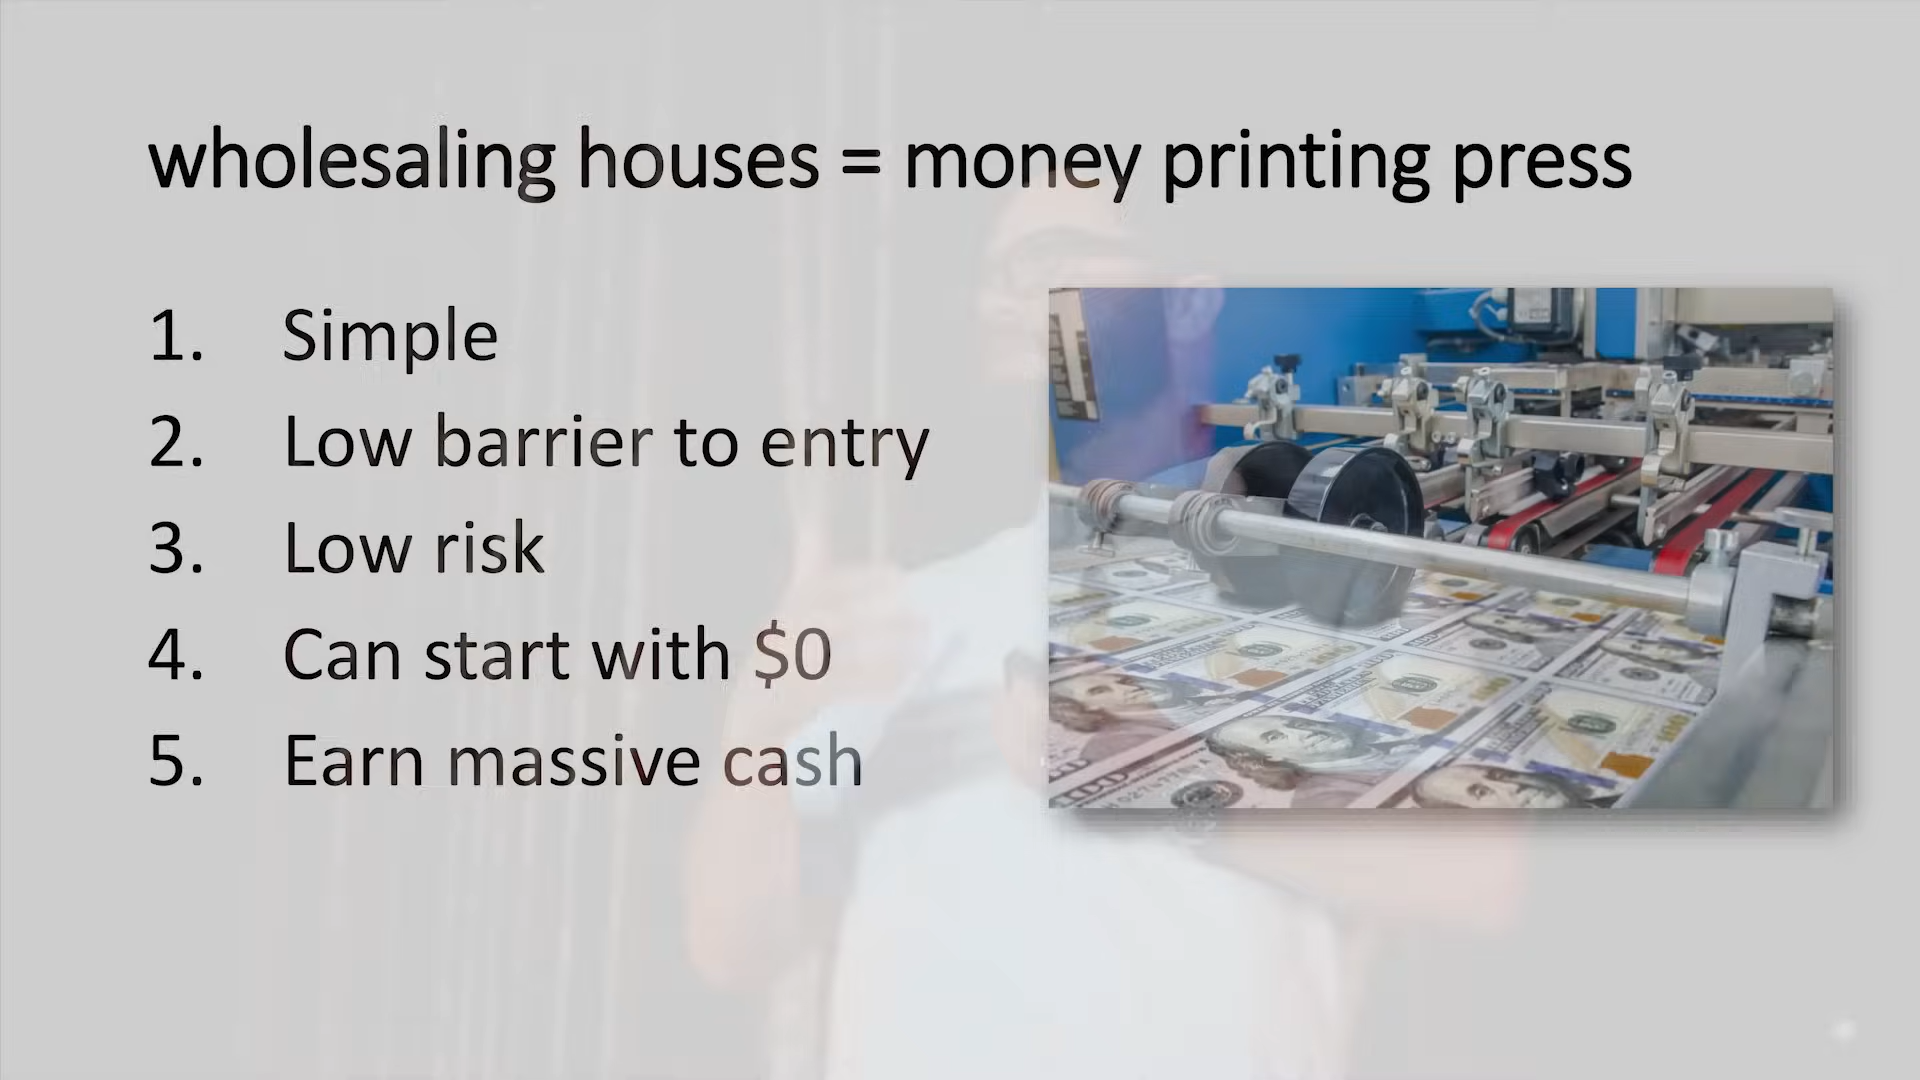 wholesaling houses = money printing press
1. Simple
2. Low barrier to entry
3. Low risk
4. Can start with $0
5. Earn massive cash